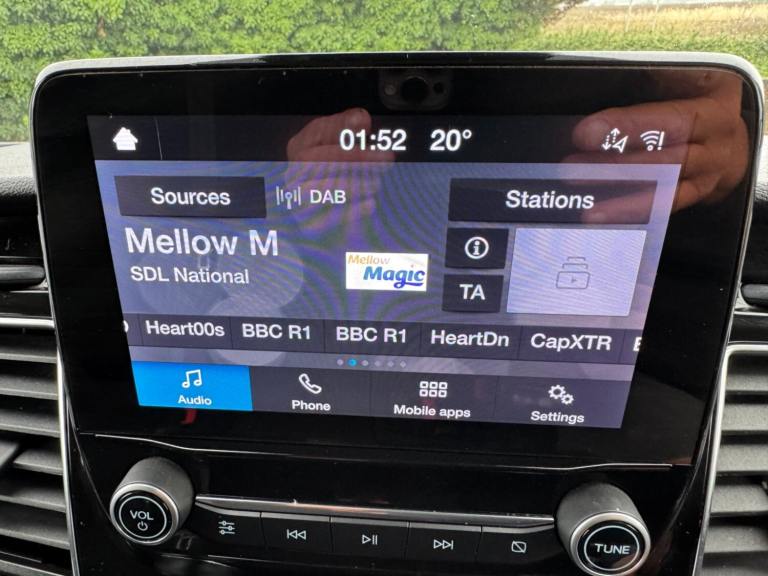 01:52 20°
Sources DAB Stations
Mellow M
SDL National
Mellow
Magic
TA
Heart00s BBC R1 BBC R1 HeartDn CapXTR
Audio Phone Mobile apps Settings
VOL
TUNE